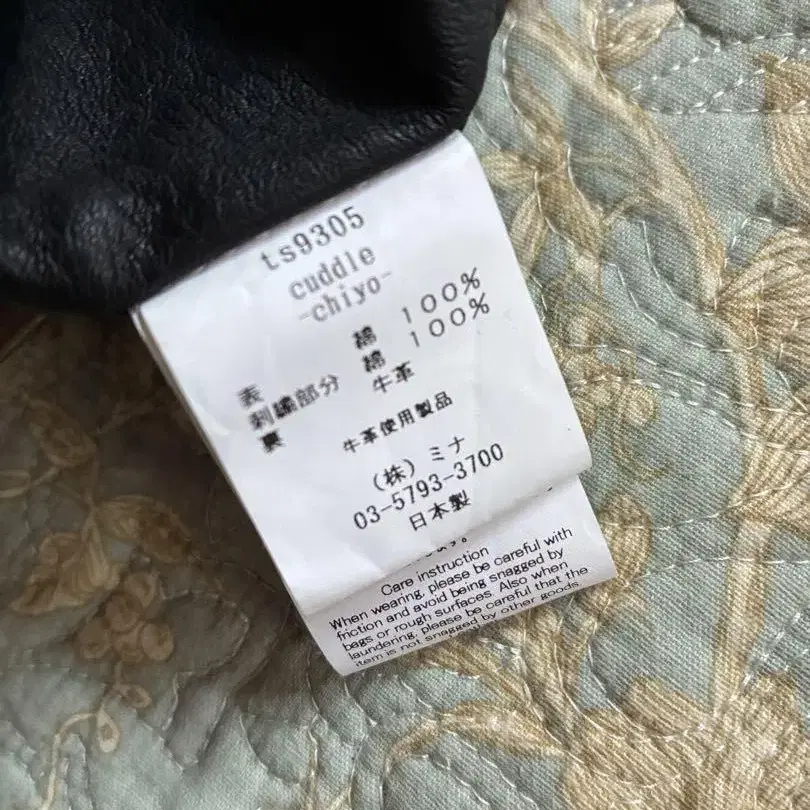 ts9305
cuddle
-chiyo-
表 綿 100%
刺繍部分 綿 100%
裏 牛革
牛革使用製品
(株) ミナ
03-5793-3700
日本製
ます。
Care instruction
When wearing, please be careful with
friction and avoid being snagged by
bags or rough surfaces. Also when
laundering, please be careful that the
item is not snagged by other goods.